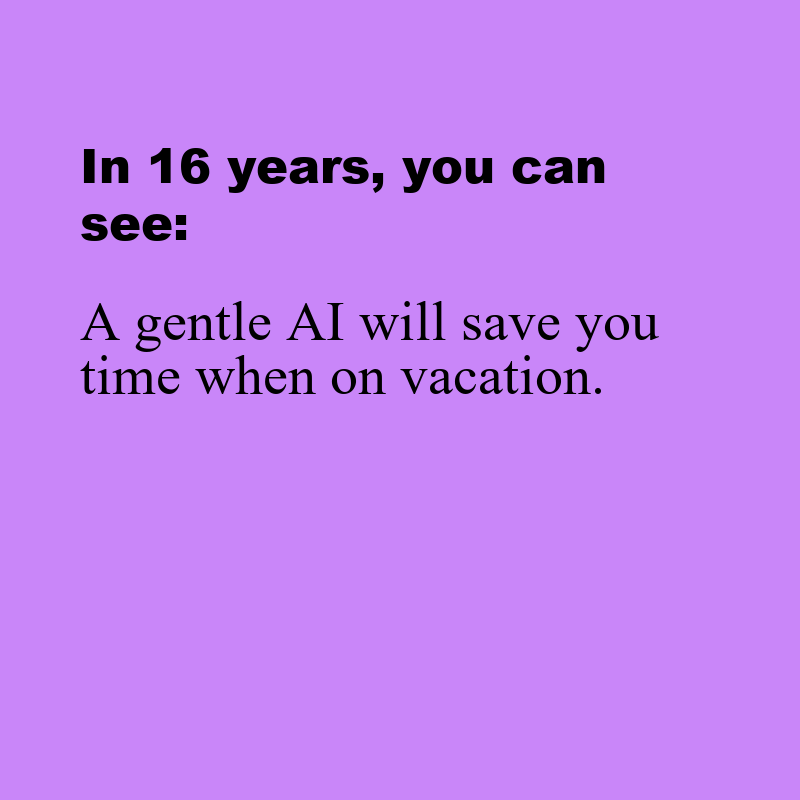 In 16 years, you can
see:
A gentle AI will save you
time when on vacation.